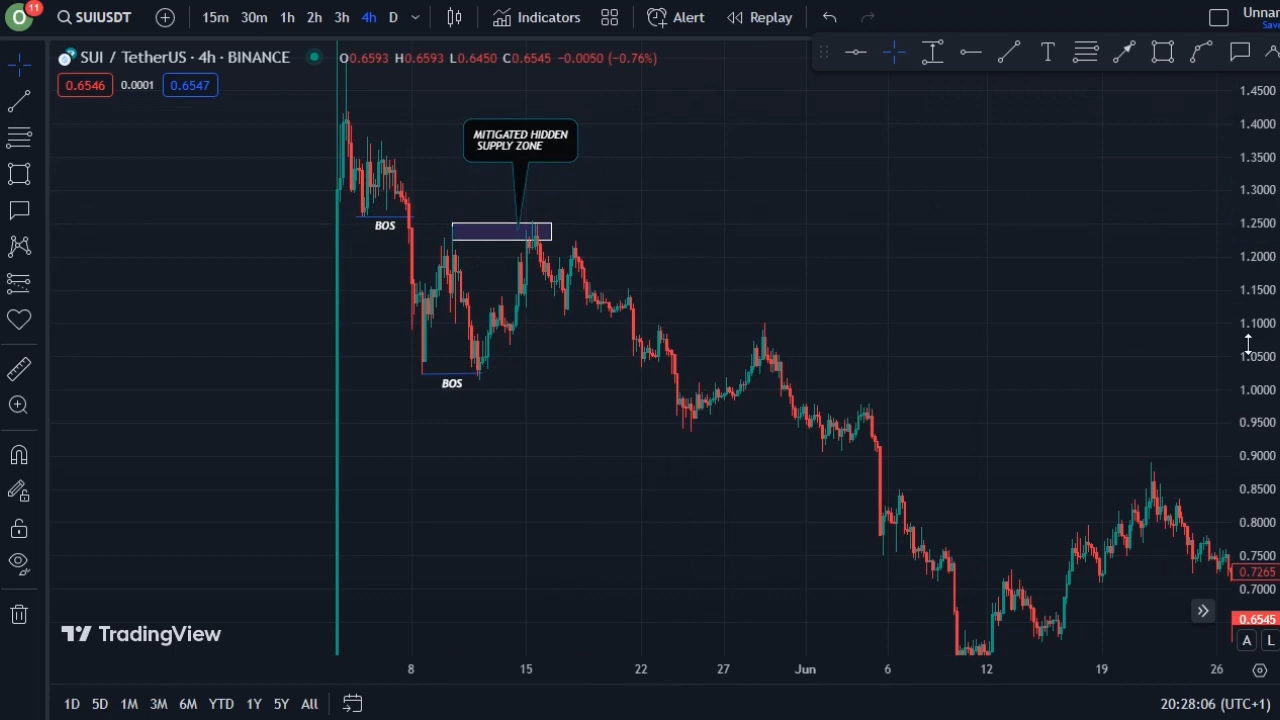 O
11
SUIUSDT
15m 30m 1h 2h 3h 4h D
Indicators
Alert
Replay
Unnar
Save
SUI / TetherUS · 4h · BINANCE
O0.6593 H0.6593 L0.6450 C0.6545 −0.0050 (−0.76%)
0.6546 0.0001 0.6547
T
1.4500
1.4000
1.3500
1.3000
1.2500
1.2000
1.1500
1.1000
1.0500
1.0000
0.9500
0.9000
0.8500
0.8000
0.7500
0.7265
0.7000
0.6545
A L
MITIGATED HIDDEN
SUPPLY ZONE
BOS
BOS
TradingView
8 15 22 27 Jun 6 12 19 26
1D 5D 1M 3M 6M YTD 1Y 5Y All
20:28:06 (UTC+1)